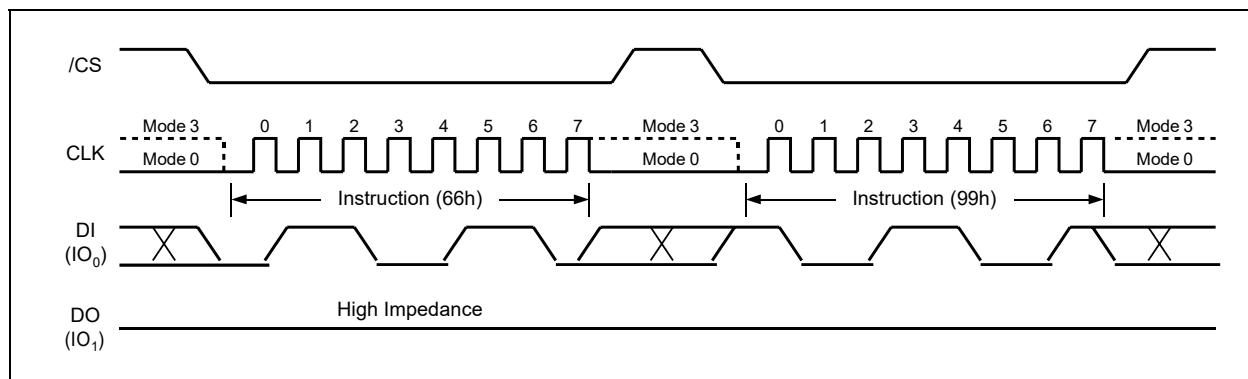 /CS
Mode 3 0 1 2 3 4 5 6 7 Mode 3 0 1 2 3 4 5 6 7 Mode 3
CLK
Mode 0 Mode 0 Mode 0
Instruction (66h) Instruction (99h)
DI
(IO₀)
High Impedance
DO
(IO₁)